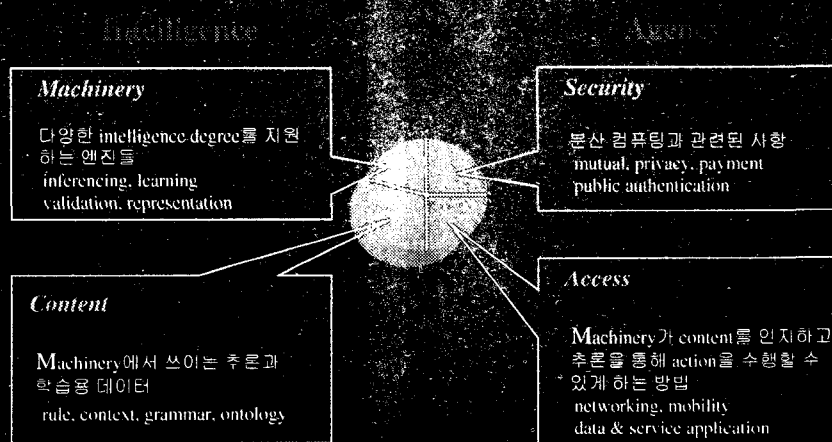 Intelligence
Agency
Machinery
다양한 intelligence degree를 지원
하는 엔진들
inferencing, learning
validation, representation
Security
분산 컴퓨팅과 관련된 사항
mutual, privacy, payment
public authentication
Content
Machinery에서 쓰이는 추론과
학습용 데이터
rule, context, grammar, ontology
Access
Machinery가 content를 인지하고
추론을 통해 action을 수행할 수
있게 하는 방법
networking, mobility
data & service application